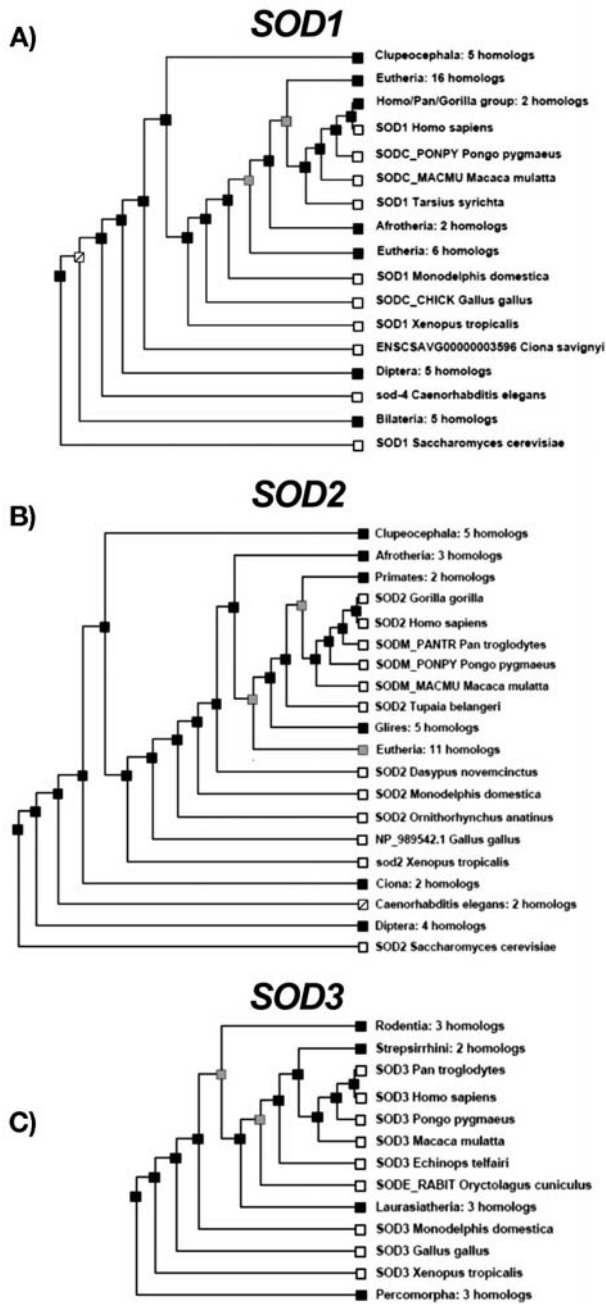 SOD1
A)
Clupeocephala: 5 homologs
Eutheria: 16 homologs
Homo/Pan/Gorilla group: 2 homologs
SOD1 Homo sapiens
SODC_PONPY Pongo pygmaeus
SODC_MACMU Macaca mulatta
SOD1 Tarsius syrichta
Afrotheria: 2 homologs
Eutheria: 6 homologs
SOD1 Monodelphis domestica
SODC_CHICK Gallus gallus
SOD1 Xenopus tropicalis
ENSCSAVG00000003596 Ciona savignyi
Diptera: 5 homologs
sod-4 Caenorhabditis elegans
Bilateria: 5 homologs
SOD1 Saccharomyces cerevisiae
SOD2
B)
Clupeocephala: 5 homologs
Afrotheria: 3 homologs
Primates: 2 homologs
SOD2 Gorilla gorilla
SOD2 Homo sapiens
SODM_PANTR Pan troglodytes
SODM_PONPY Pongo pygmaeus
SODM_MACMU Macaca mulatta
SOD2 Tupaia belangeri
Glires: 5 homologs
Eutheria: 11 homologs
SOD2 Dasypus novemcinctus
SOD2 Monodelphis domestica
SOD2 Ornithorhynchus anatinus
NP_989542.1 Gallus gallus
sod2 Xenopus tropicalis
Ciona: 2 homologs
Caenorhabditis elegans: 2 homologs
Diptera: 4 homologs
SOD2 Saccharomyces cerevisiae
SOD3
Rodentia: 3 homologs
Strepsirrhini: 2 homologs
SOD3 Pan troglodytes
SOD3 Homo sapiens
C)
SOD3 Pongo pygmaeus
SOD3 Macaca mulatta
SOD3 Echinops telfairi
SODE_RABIT Oryctolagus cuniculus
Laurasiatheria: 3 homologs
SOD3 Monodelphis domestica
SOD3 Gallus gallus
SOD3 Xenopus tropicalis
Percomorpha: 3 homologs